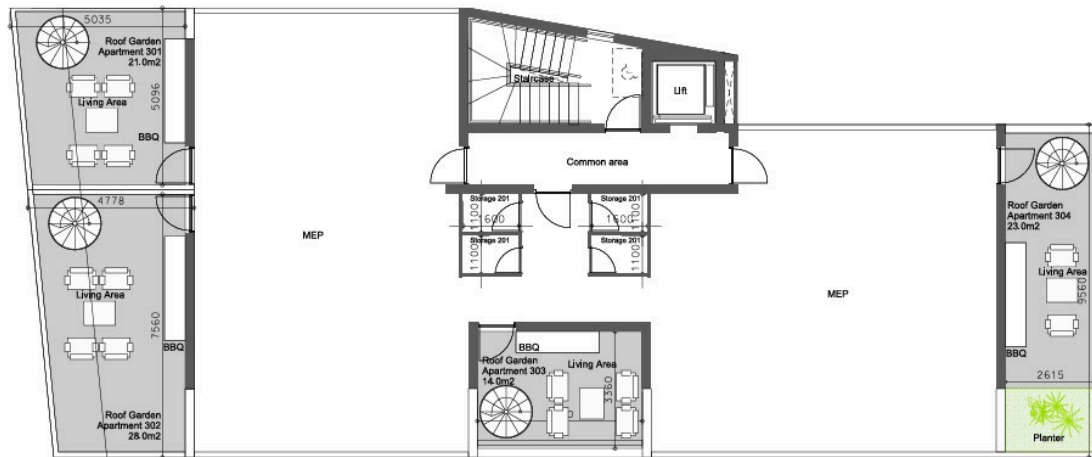 5035
Roof Garden
Apartment 301
21.0m2
5096
Living Area
BBQ
Staircase
Lift
Common area
4778
MEP
Storage 201
1100
1600
Storage 201
1100
Storage 201
1100
1600
Storage 201
1100
MEP
Roof Garden
Apartment 304
23.0m2
Living Area
9560
BBQ
2615
Planter
Living Area
7560
BBQ
Roof Garden
Apartment 302
28.0m2
BBQ
Living Area
Roof Garden
Apartment 303
14.0m2
3360